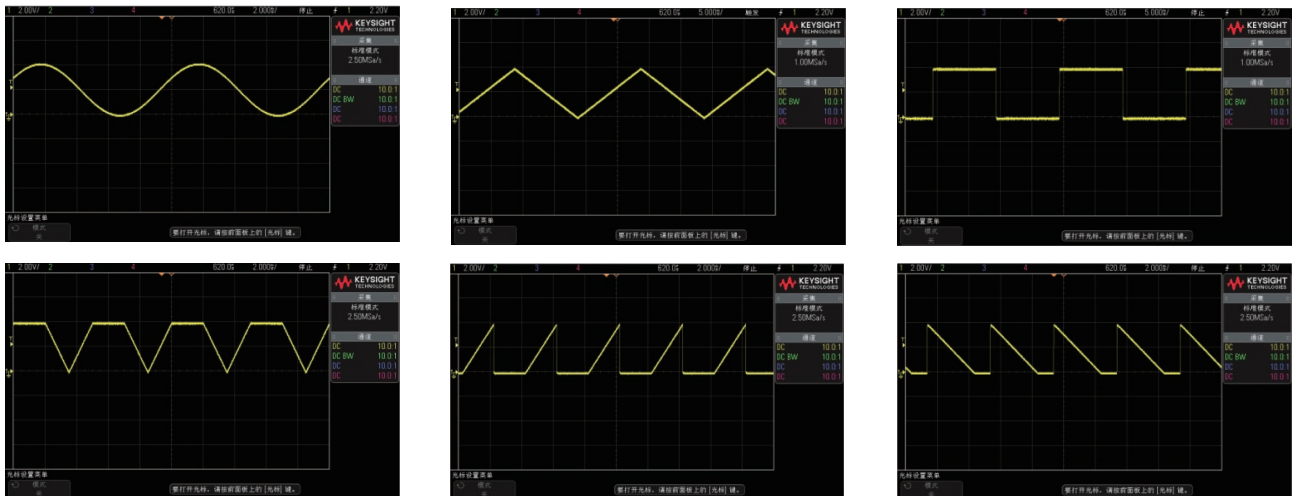 1 2.00V/ 2 3 4 620.0% 2.000%/ 停止 1 2.20V
KEYSIGHT
TECHNOLOGIES
采集
标准模式
2.50MSa/s
通道
DC 10.0:1
DC BW 10.0:1
DC 10.0:1
DC 10.0:1
T
光标设置菜单
模式
关
要打开光标,请按前面板上的 [光标] 键。
1 2.00V/ 2 3 4 620.0% 5.000%/ 触发 1 2.20V
KEYSIGHT
TECHNOLOGIES
采集
标准模式
1.00MSa/s
通道
DC 10.0:1
DC BW 10.0:1
DC 10.0:1
DC 10.0:1
T
光标设置菜单
模式
关
要打开光标,请按前面板上的 [光标] 键。
1 2.00V/ 2 3 4 620.0% 5.000%/ 停止 1 2.20V
KEYSIGHT
TECHNOLOGIES
采集
标准模式
1.00MSa/s
通道
DC 10.0:1
DC BW 10.0:1
DC 10.0:1
DC 10.0:1
T
光标设置菜单
模式
关
要打开光标,请按前面板上的 [光标] 键。
1 2.00V/ 2 3 4 620.0% 2.000%/ 停止 1 2.20V
KEYSIGHT
TECHNOLOGIES
采集
标准模式
2.50MSa/s
通道
DC 10.0:1
DC BW 10.0:1
DC 10.0:1
DC 10.0:1
T
光标设置菜单
模式
关
要打开光标,请按前面板上的 [光标] 键。
1 2.00V/ 2 3 4 620.0% 2.000%/ 停止 1 2.20V
KEYSIGHT
TECHNOLOGIES
采集
标准模式
2.50MSa/s
通道
DC 10.0:1
DC BW 10.0:1
DC 10.0:1
DC 10.0:1
T
光标设置菜单
模式
关
要打开光标,请按前面板上的 [光标] 键。
1 2.00V/ 2 3 4 620.0% 2.000%/ 停止 1 2.20V
KEYSIGHT
TECHNOLOGIES
采集
标准模式
2.50MSa/s
通道
DC 10.0:1
DC BW 10.0:1
DC 10.0:1
DC 10.0:1
T
光标设置菜单
模式
关
要打开光标,请按前面板上的 [光标] 键。